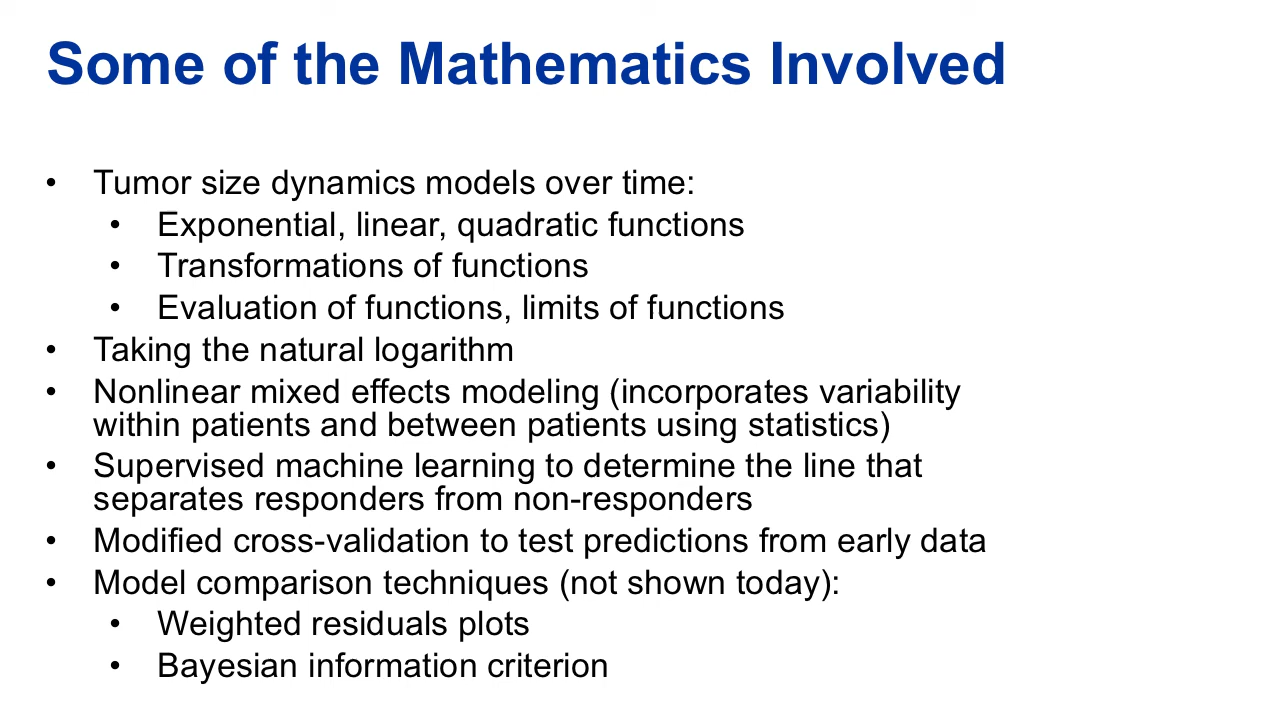 Some of the Mathematics Involved
• Tumor size dynamics models over time:
• Exponential, linear, quadratic functions
• Transformations of functions
• Evaluation of functions, limits of functions
• Taking the natural logarithm
• Nonlinear mixed effects modeling (incorporates variability
within patients and between patients using statistics)
• Supervised machine learning to determine the line that
separates responders from non-responders
• Modified cross-validation to test predictions from early data
• Model comparison techniques (not shown today):
• Weighted residuals plots
• Bayesian information criterion